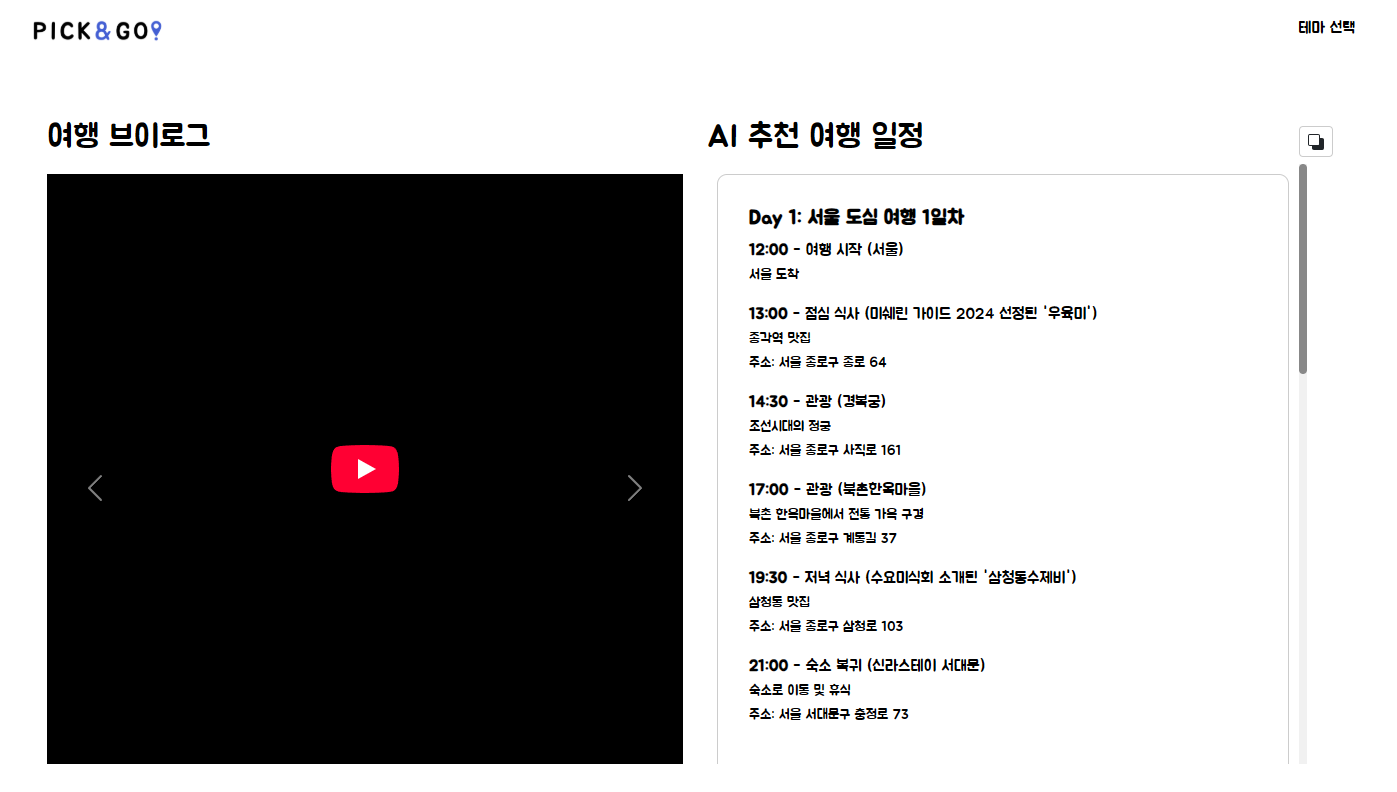 PICK&GO
테마 선택
여행 브이로그
AI 추천 여행 일정
Day 1: 서울 도심 여행 1일차
12:00 - 여행 시작 (서울)
서울 도착
13:00 - 점심 식사 (미쉐린 가이드 2024 선정된 '우육미')
종각역 맛집
주소: 서울 종로구 종로 64
14:30 - 관광 (경복궁)
조선시대의 정궁
주소: 서울 종로구 사직로 161
17:00 - 관광 (북촌한옥마을)
북촌 한옥마을에서 전통 가옥 구경
주소: 서울 종로구 계동길 37
19:30 - 저녁 식사 (수요미식회 소개된 '삼청동수제비')
삼청동 맛집
주소: 서울 종로구 삼청로 103
21:00 - 숙소 복귀 (신라스테이 서대문)
숙소로 이동 및 휴식
주소: 서울 서대문구 충정로 73